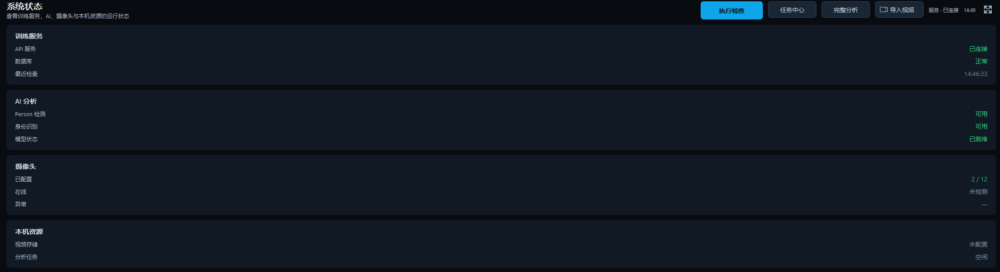 系统状态
查看训练服务、AI、摄像头与本机资源的运行状态
执行检查
任务中心
完整分析
导入视频
服务 · 已连接
14:49
训练服务
API 服务 已连接
数据库 正常
最近检查 14:46:33
AI 分析
Person 检测 可用
身份识别 可用
模型状态 已就绪
摄像头
已配置 2 / 12
在线 未检测
异常 —
本机资源
视频存储 未配置
分析任务 空闲